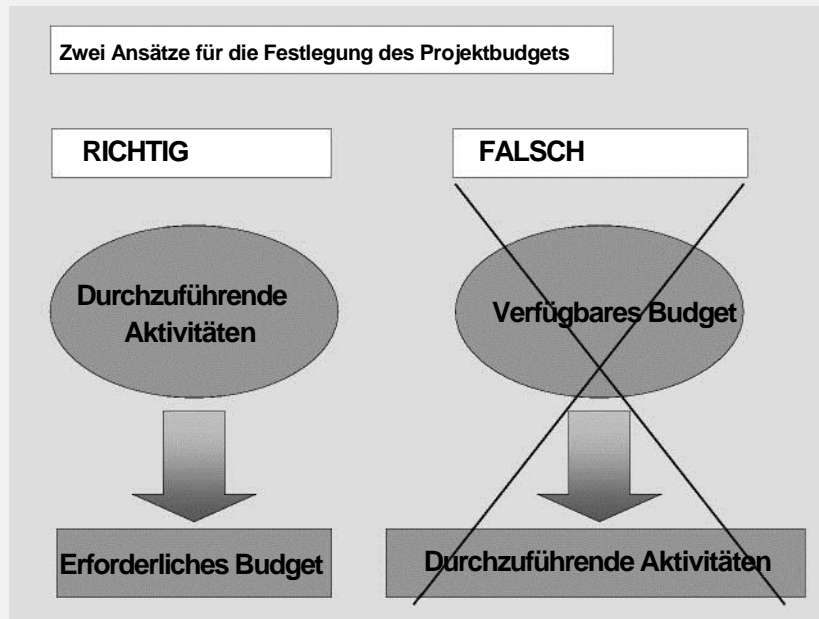 Zwei Ansätze für die Festlegung des Projektbudgets
RICHTIG
FALSCH
Durchzuführende
Aktivitäten
Verfügbares Budget
Erforderliches Budget
Durchzuführende Aktivitäten